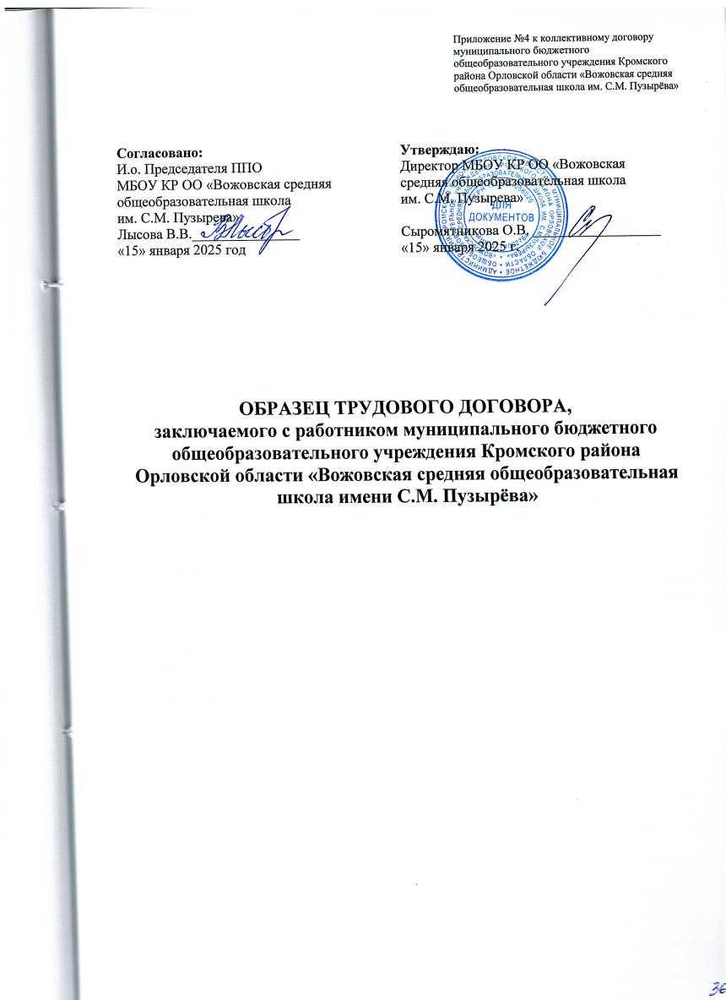 Приложение №4 к коллективному договору
муниципального бюджетного
общеобразовательного учреждения Кромского
района Орловской области «Вожовская средняя
общеобразовательная школа им. С.М. Пузырёва»
Согласовано:
И.о. Председателя ППО
МБОУ КР ОО «Вожовская средняя
общеобразовательная школа
им. С.М. Пузырева»
Лысова В.В.
«15» января 2025 год
Утверждаю:
Директор МБОУ КР ОО «Вожовская
средняя общеобразовательная школа
им. С.М. Пузырева»
Сыромятникова О.В.
«15» января 2025 г.
ДЛЯ
ДОКУМЕНТОВ
ОБРАЗЕЦ ТРУДОВОГО ДОГОВОРА,
заключаемого с работником муниципального бюджетного
общеобразовательного учреждения Кромского района
Орловской области «Вожовская средняя общеобразовательная
школа имени С.М. Пузырёва»
36